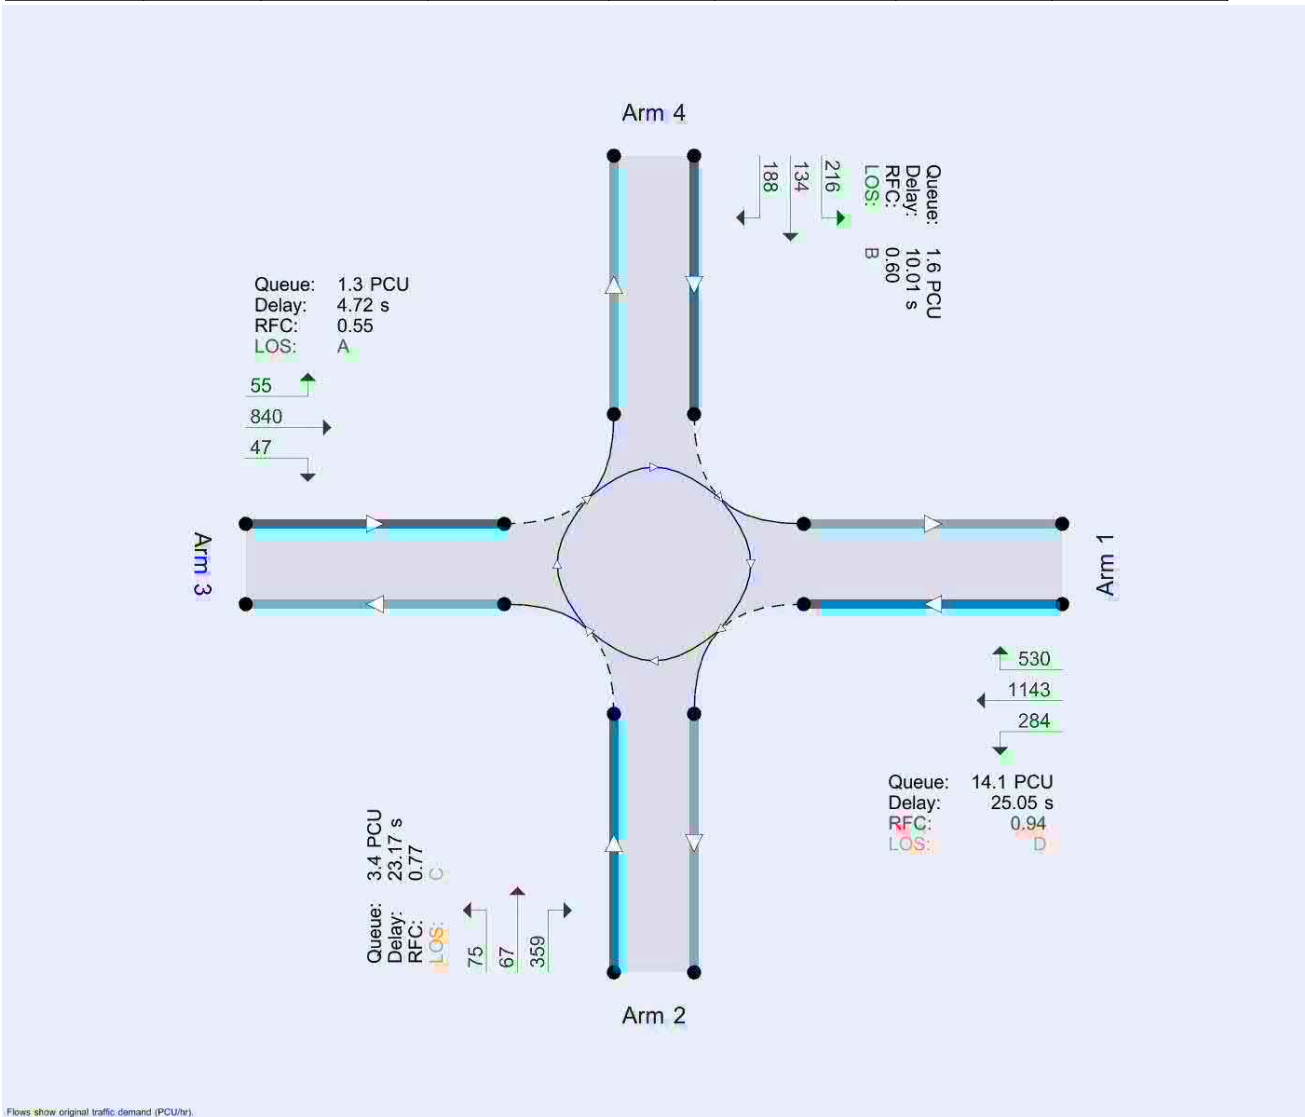 Arm 4
216
134
188
Queue: 1.6 PCU
Delay: 10.01 s
RFC: 0.60
LOS: B
Queue: 1.3 PCU
Delay: 4.72 s
RFC: 0.55
LOS: A
55
840
47
Arm 3
Arm 1
530
1143
284
Queue: 14.1 PCU
Delay: 25.05 s
RFC: 0.94
LOS: D
Queue: 3.4 PCU
Delay: 23.17 s
RFC: 0.77
LOS: C
75
67
359
Arm 2
Flows show original traffic demand (PCU/hr).